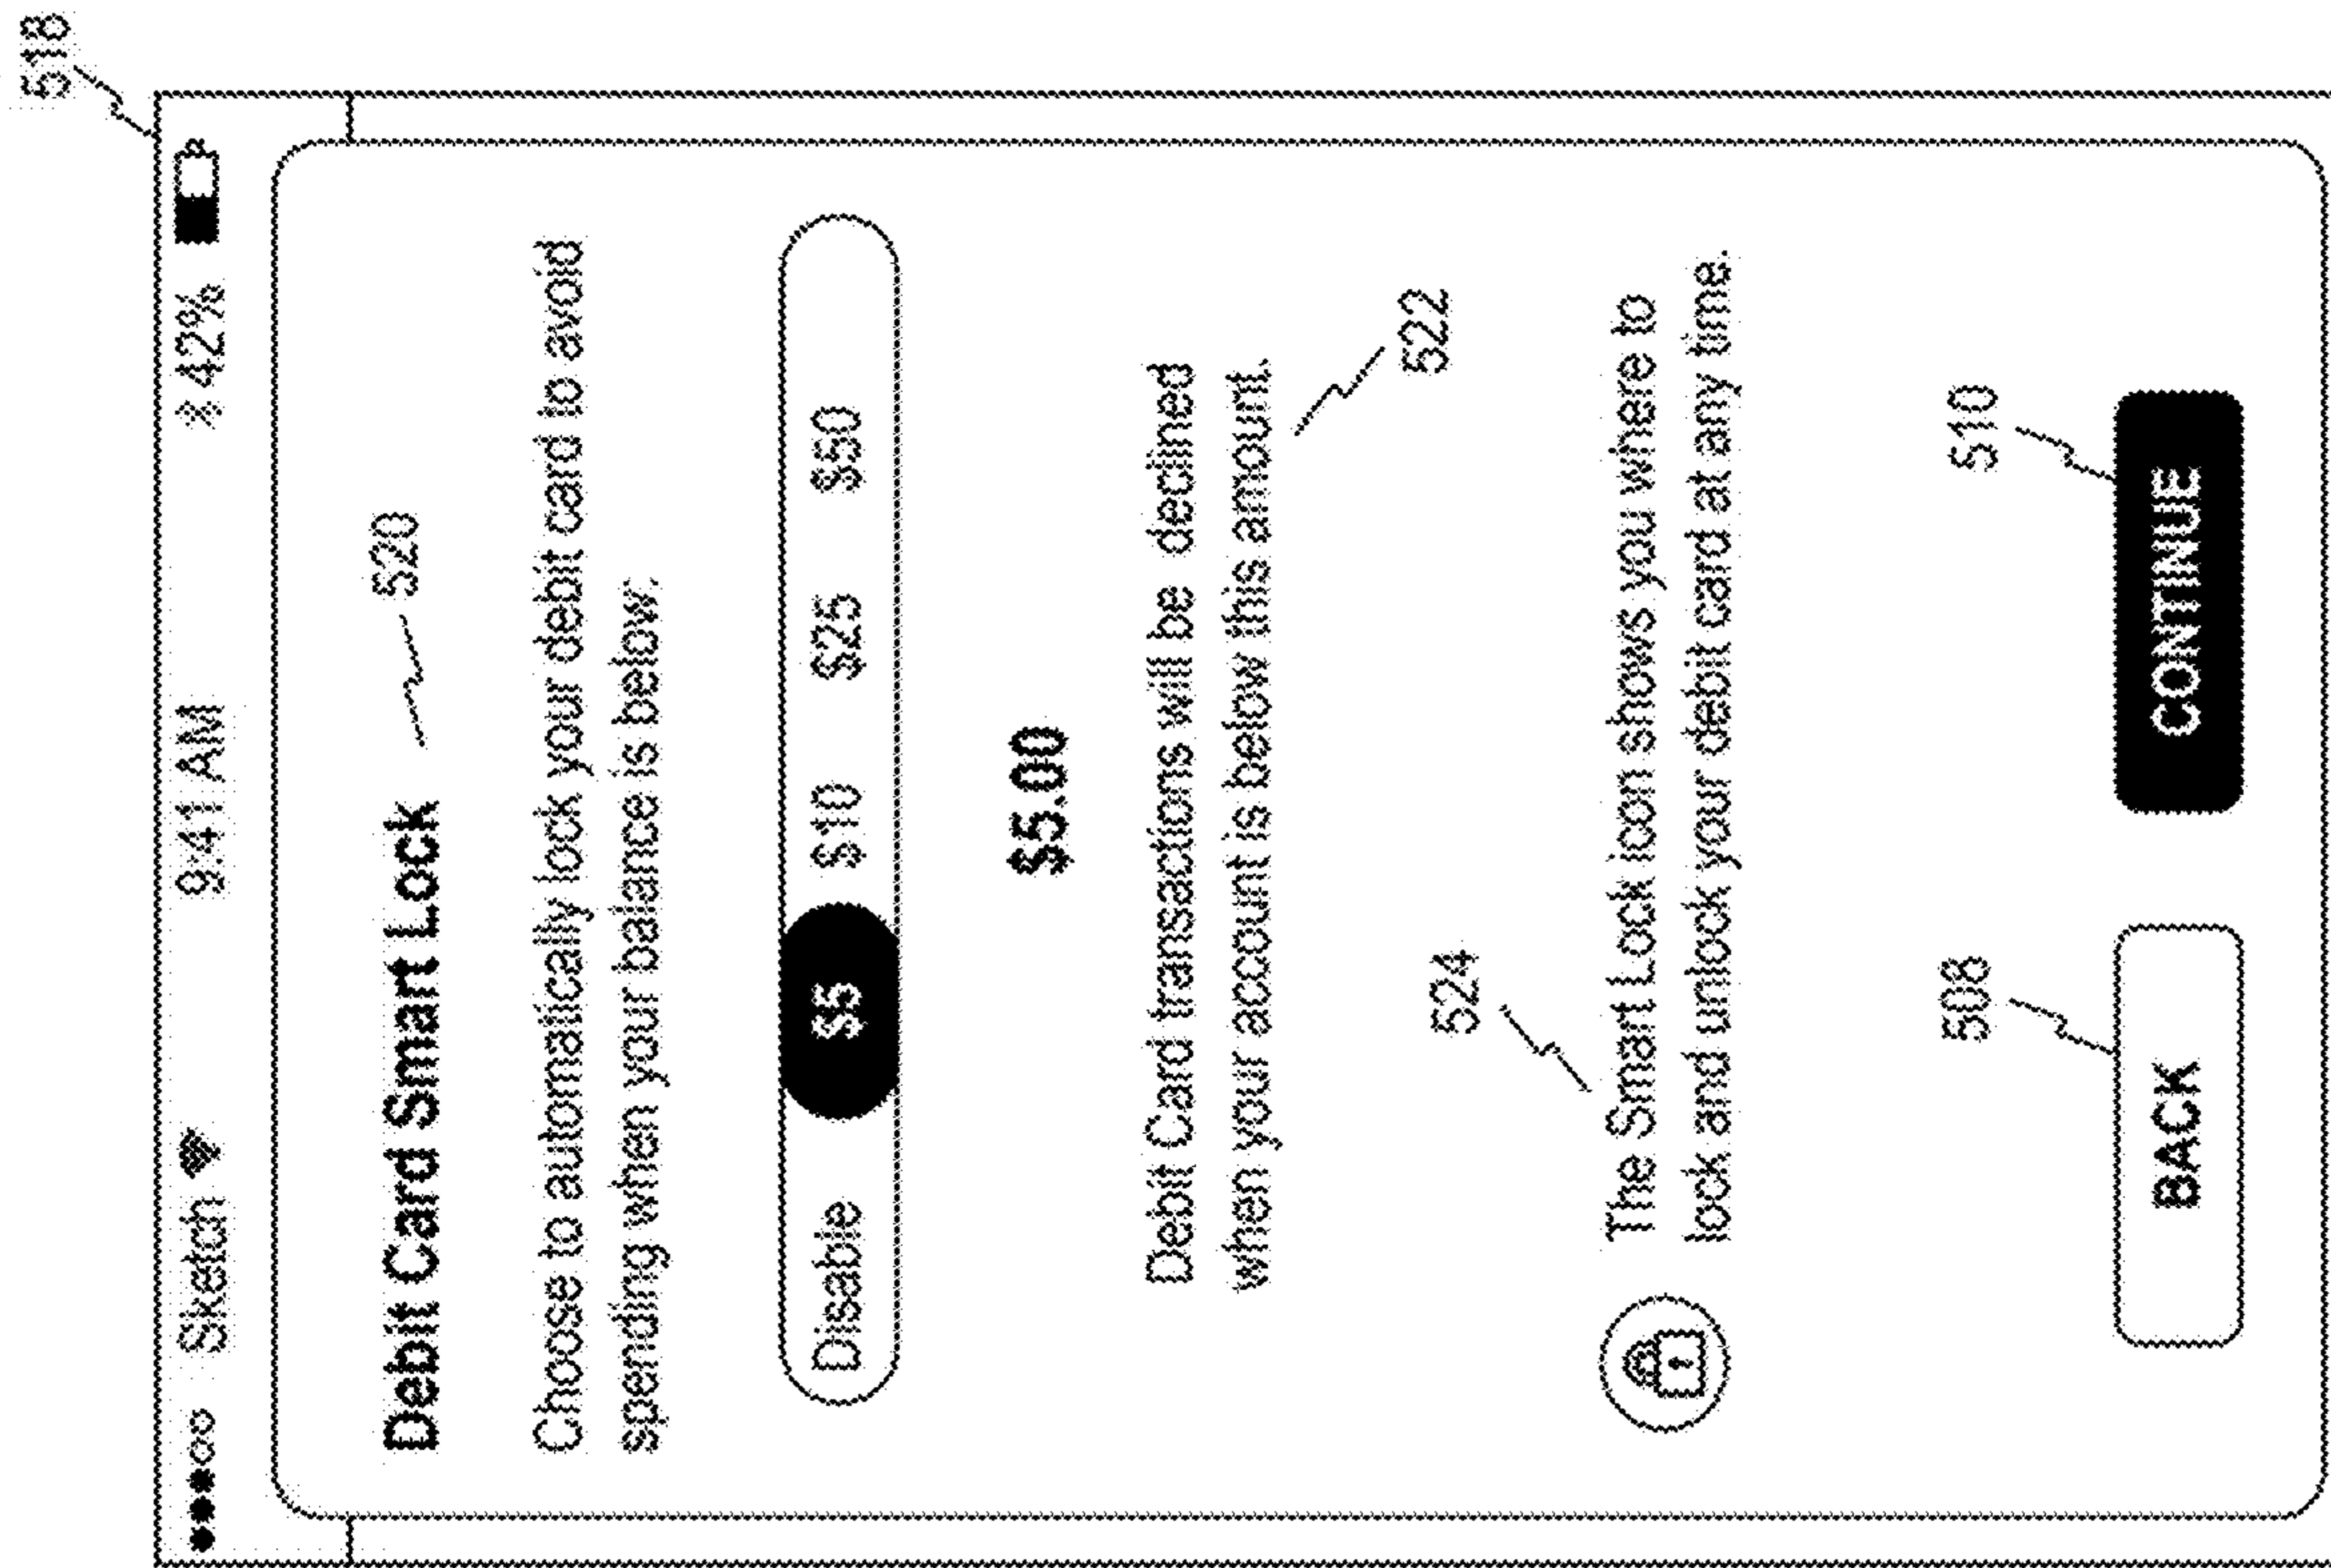 518
Sketch 9:41 AM 42%
Debit Card Smart Lock 520
Choose to automatically lock your debit card to avoid
spending when your balance is below:
Disable $5 $10 $25 $50
$5.00
Debit Card transactions will be declined
when your account is below this amount.
522
524
The Smart Lock icon shows you where to
lock and unlock your debit card at any time.
508 510
BACK CONTINUE